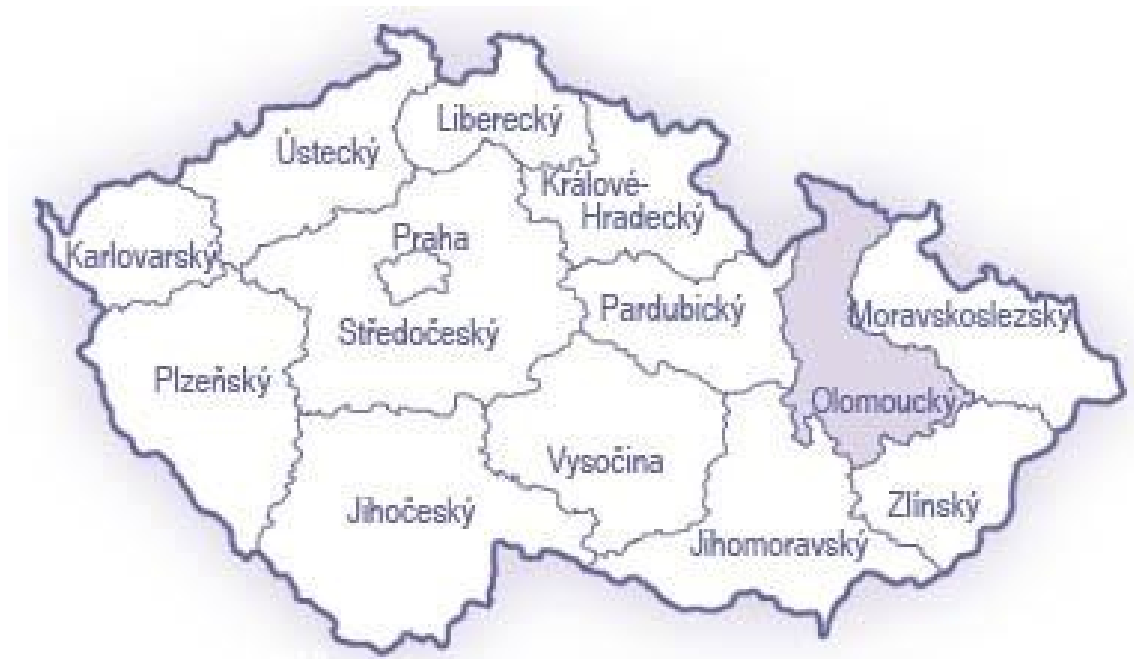 Liberecký
Ústecký
Králové-
Hradecký
Praha
Karlovarský
Pardubický
Moravskoslezský
Středočeský
Plzeňský
Olomoucký
Vysočina
Zlínský
Jihočeský
Jihomoravský